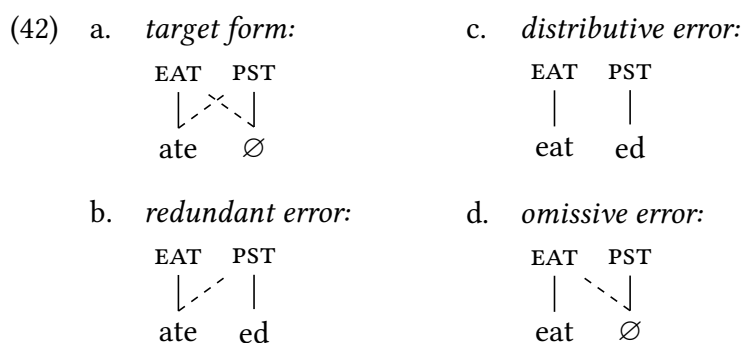 (42) a. target form:
EAT PST
ate ∅
b. redundant error:
EAT PST
ate ed
c. distributive error:
EAT PST
eat ed
d. omissive error:
EAT PST
eat ∅